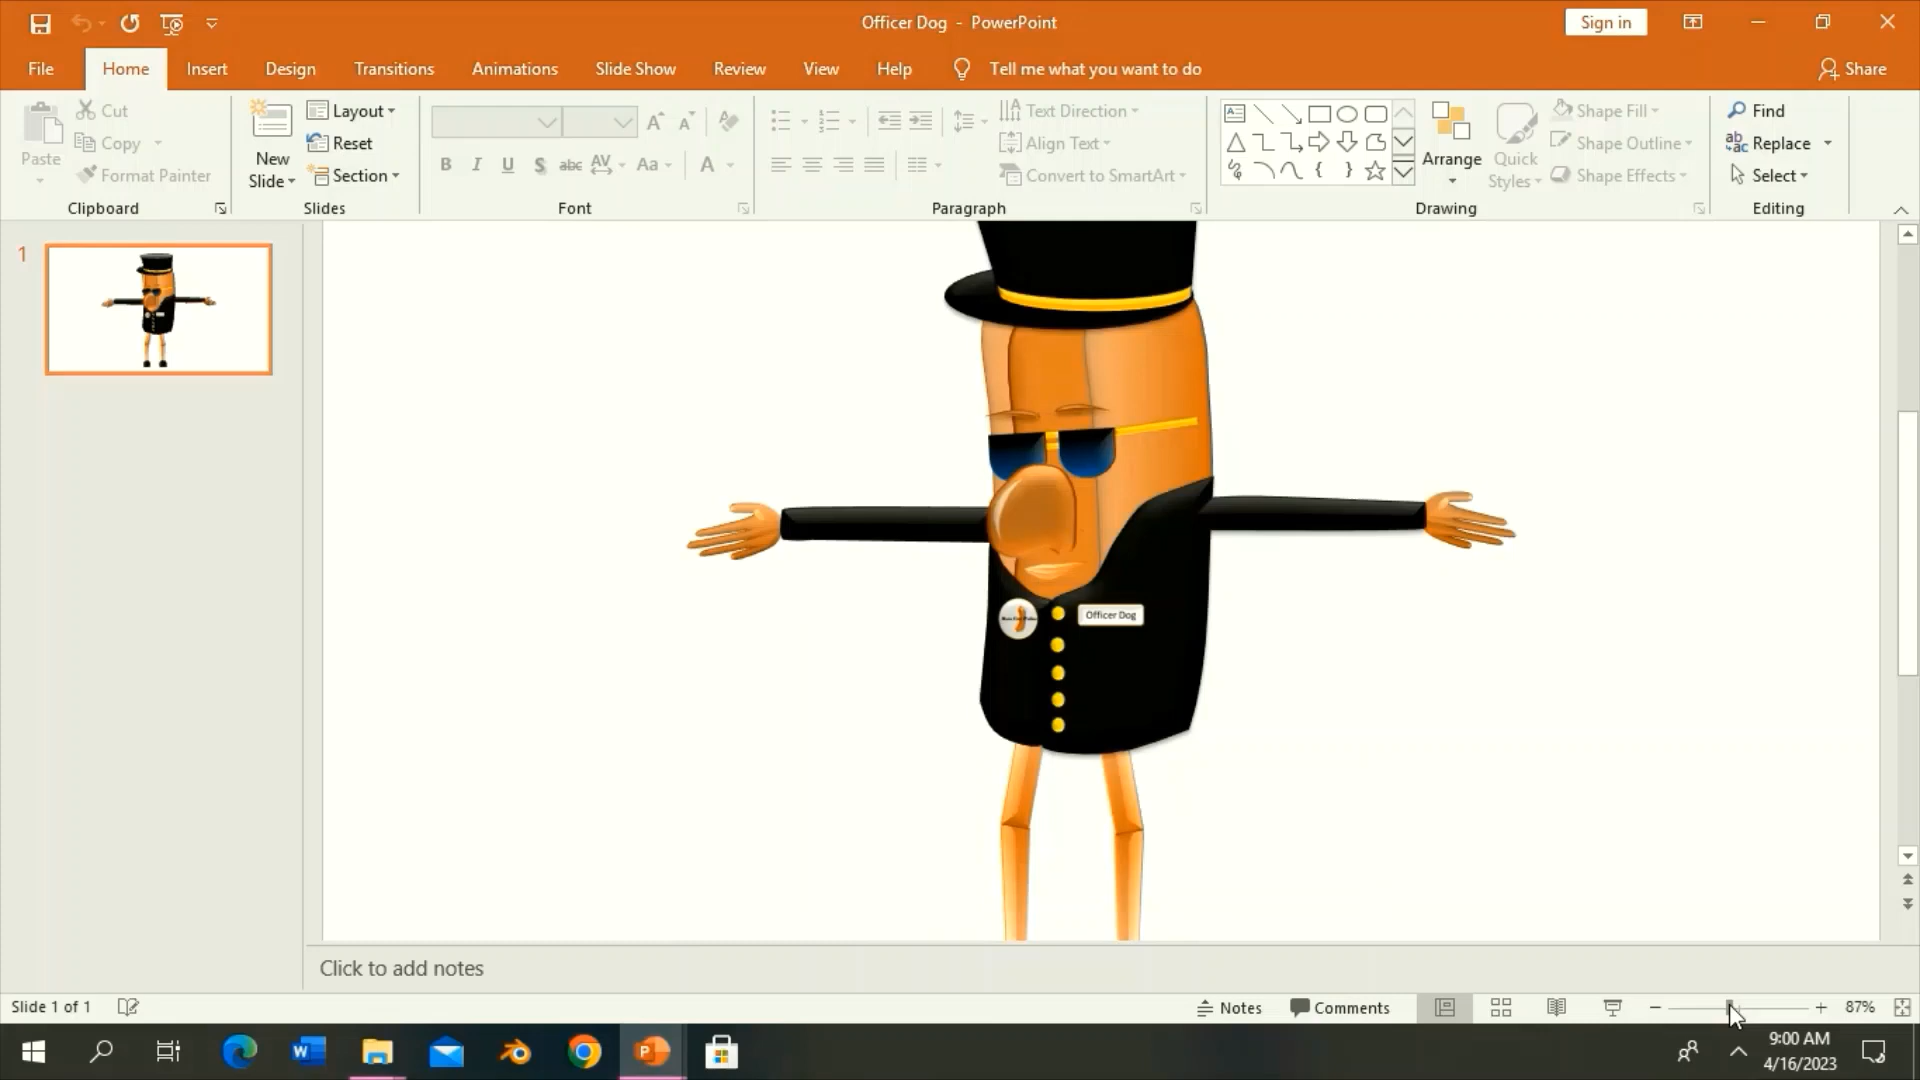 Officer Dog - PowerPoint
Sign in
File Home Insert Design Transitions Animations Slide Show Review View Help Tell me what you want to do Share
Paste
Cut
Copy
Format Painter
Clipboard
New Slide
Layout
Reset
Section
Slides
B I U S abc AV Aa A
Font
Text Direction
Align Text
Convert to SmartArt
Paragraph
Arrange
Quick Styles
Shape Fill
Shape Outline
Shape Effects
Drawing
Find
Replace
Select
Editing
1
Officer Dog
Click to add notes
Slide 1 of 1
Notes
Comments
87%
9:00 AM
4/16/2023